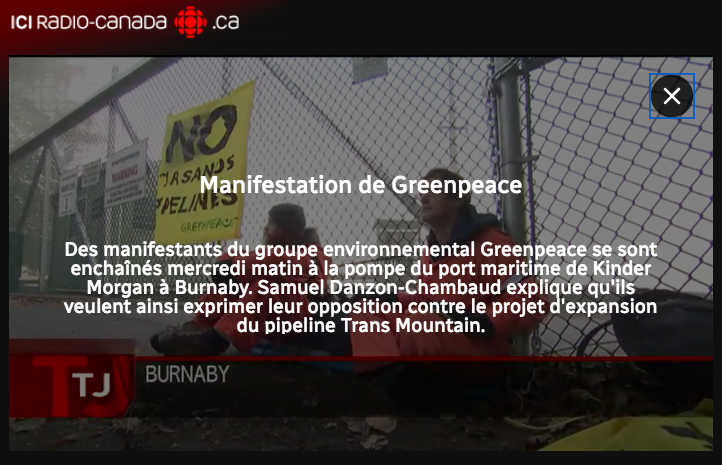 ICI RADIO-CANADA .ca
NO
TARSANDS
PIPELINES
GREENPEACE
WARNING
Manifestation de Greenpeace
Des manifestants du groupe environnemental Greenpeace se sont
enchaînés mercredi matin à la pompe du port maritime de Kinder
Morgan à Burnaby. Samuel Danzon-Chambaud explique qu'ils
veulent ainsi exprimer leur opposition contre le projet d'expansion
du pipeline Trans Mountain.
TJ
BURNABY